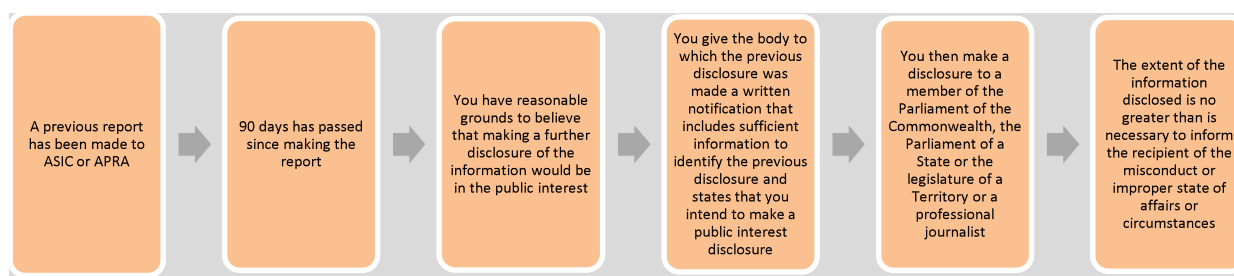 A previous report
has been made to
ASIC or APRA
90 days has passed
since making the
report
You have reasonable
grounds to believe
that making a further
disclosure of the
information would be
in the public interest
You give the body to
which the previous
disclosure was
made a written
notification that
includes sufficient
information to
identify the previous
disclosure and
states that you
intend to make a
public interest
disclosure
You then make a
disclosure to a
member of the
Parliament of the
Commonwealth, the
Parliament of a
State or the
legislature of a
Territory or a
professional
journalist
The extent of the
information
disclosed is no
greater than is
necessary to inform
the recipient of the
misconduct or
improper state of
affairs or
circumstances